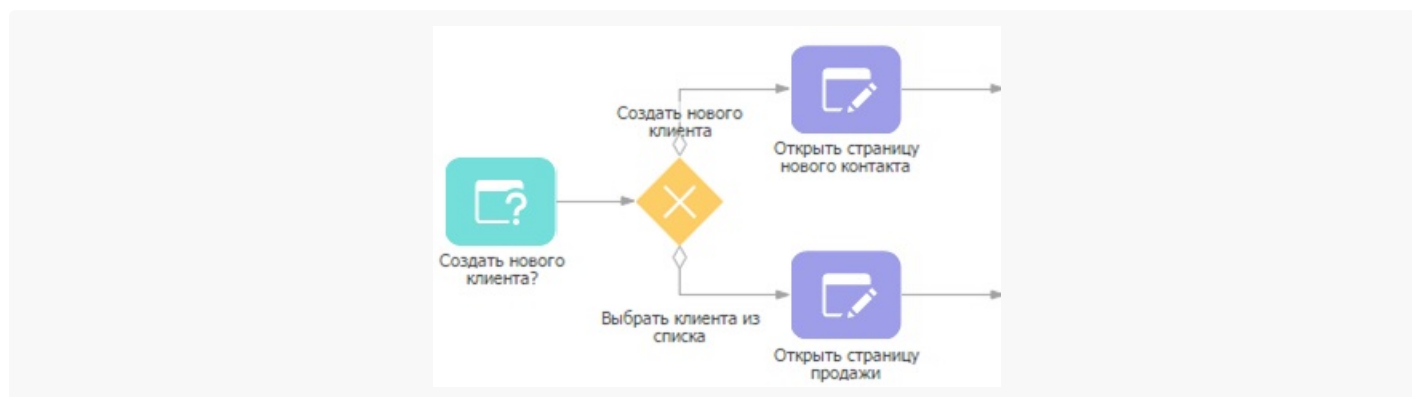 Создать нового
клиента
Открыть страницу
нового контакта
Создать нового
клиента?
Выбрать клиента из
списка
Открыть страницу
продажи